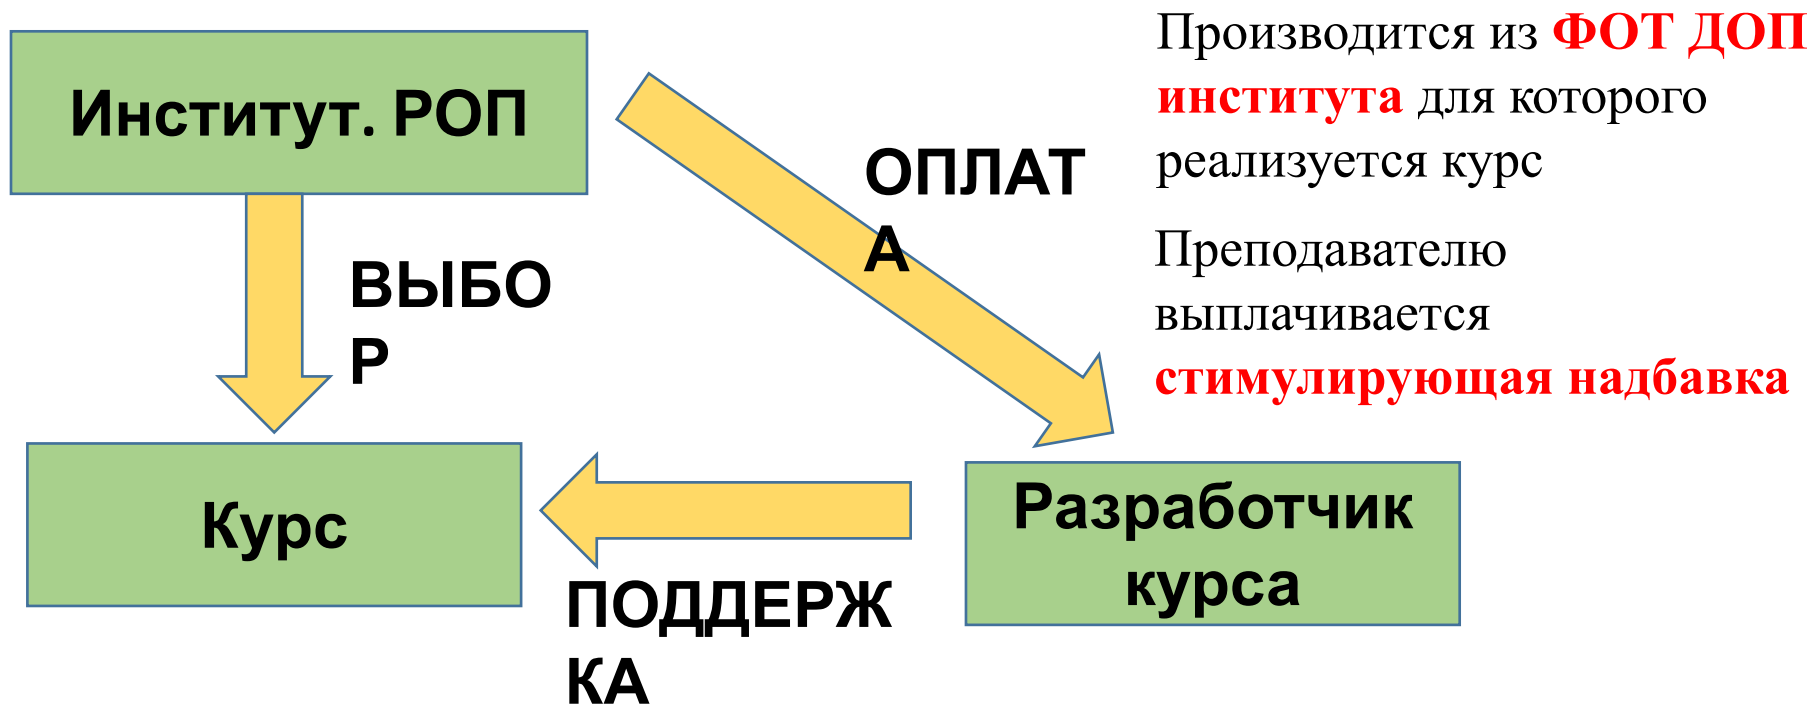 Институт. РОП
ОПЛАТ
А
Производится из ФОТ ДОП
института для которого
реализуется курс
Преподавателю
выплачивается
стимулирующая надбавка
ВЫБО
Р
Курс
ПОДДЕРЖ
КА
Разработчик
курса